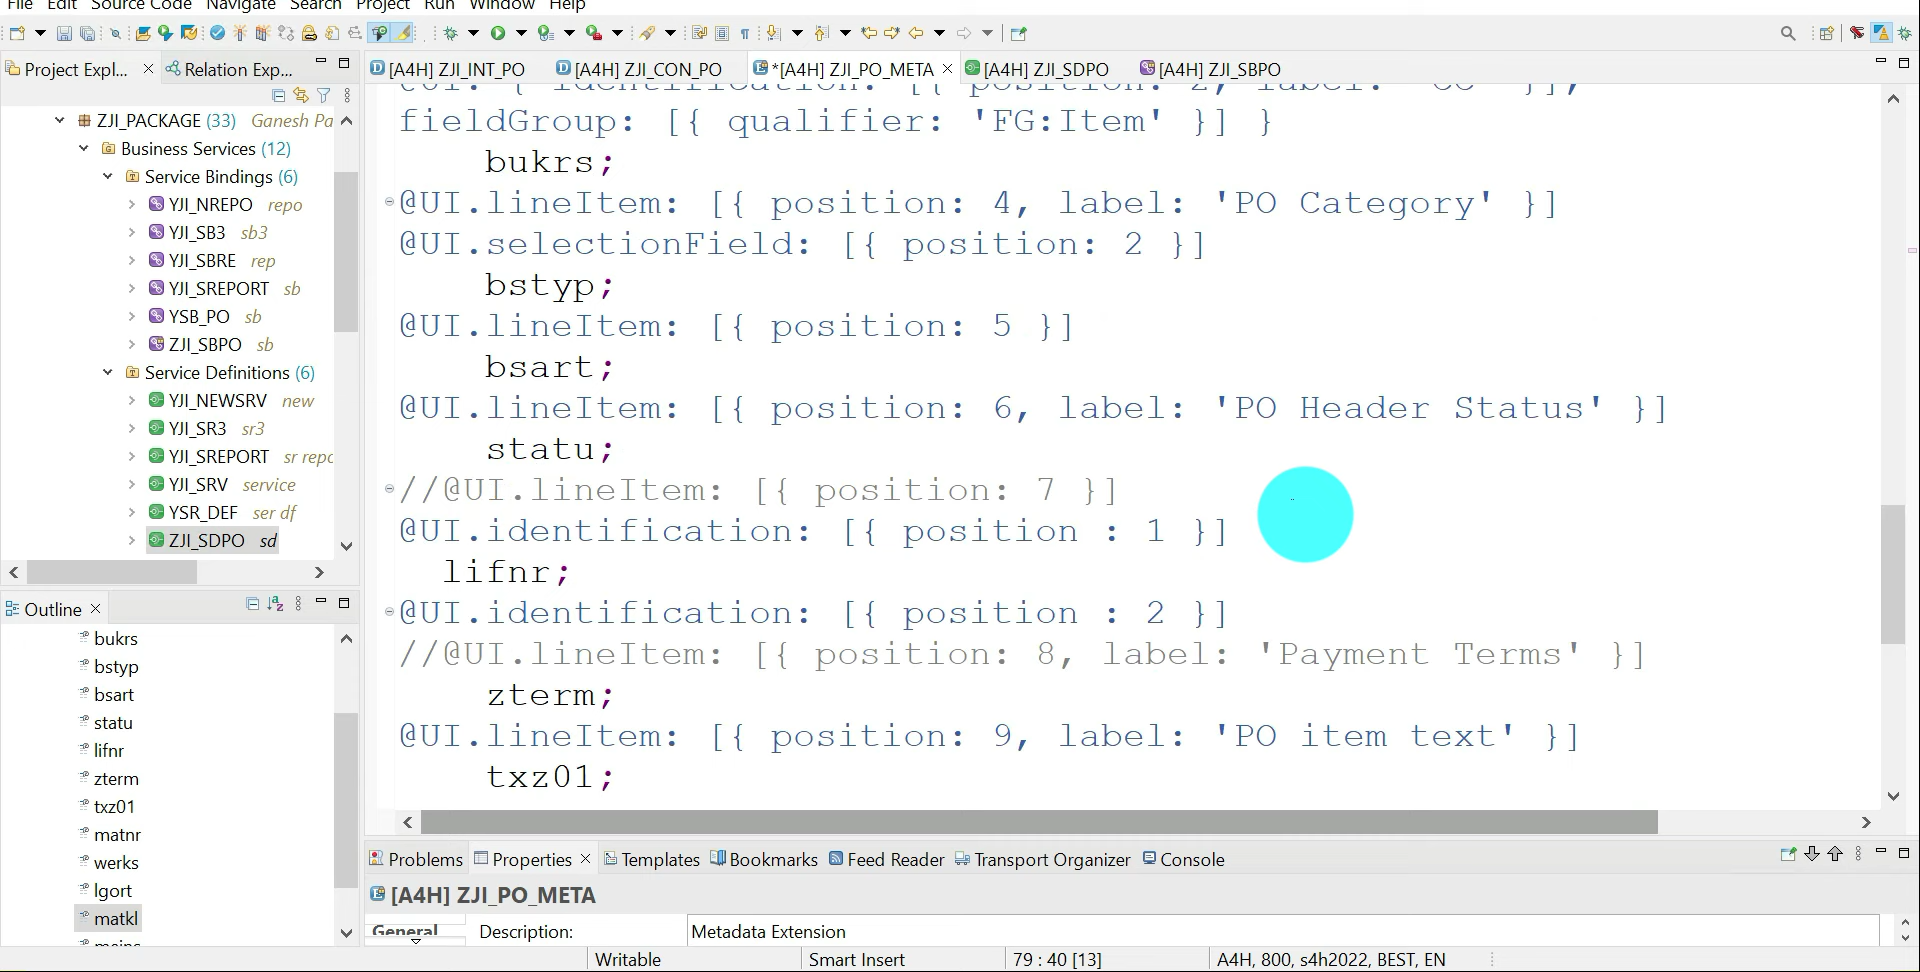 File Edit Source Code Navigate Search Project Run Window Help
Project Expl...
Relation Exp...
[A4H] ZJI_INT_PO
[A4H] ZJI_CON_PO
*[A4H] ZJI_PO_META
[A4H] ZJI_SDPO
[A4H] ZJI_SBPO
ZJI_PACKAGE (33) Ganesh Pa
Business Services (12)
Service Bindings (6)
YJI_NREPO repo
YJI_SB3 sb3
YJI_SBRE rep
YJI_SREPORT sb
YSB_PO sb
ZJI_SBPO sb
Service Definitions (6)
YJI_NEWSRV new
YJI_SR3 sr3
YJI_SREPORT sr repo
YJI_SRV service
YSR_DEF ser df
ZJI_SDPO sd
Outline
bukrs
bstyp
bsart
statu
lifnr
zterm
txz01
matnr
werks
lgort
matkl
meins
@UI: { identification: [{ position: 2, label: 'CC' }],
fieldGroup: [{ qualifier: 'FG:Item' }] }
bukrs;
@UI.lineItem: [{ position: 4, label: 'PO Category' }]
@UI.selectionField: [{ position: 2 }]
bstyp;
@UI.lineItem: [{ position: 5 }]
bsart;
@UI.lineItem: [{ position: 6, label: 'PO Header Status' }]
statu;
//@UI.lineItem: [{ position: 7 }]
@UI.identification: [{ position : 1 }]
lifnr;
@UI.identification: [{ position : 2 }]
//@UI.lineItem: [{ position: 8, label: 'Payment Terms' }]
zterm;
@UI.lineItem: [{ position: 9, label: 'PO item text' }]
txz01;
Problems Properties Templates Bookmarks Feed Reader Transport Organizer Console
[A4H] ZJI_PO_META
General Description: Metadata Extension
Writable Smart Insert 79 : 40 [13] A4H, 800, s4h2022, BEST, EN